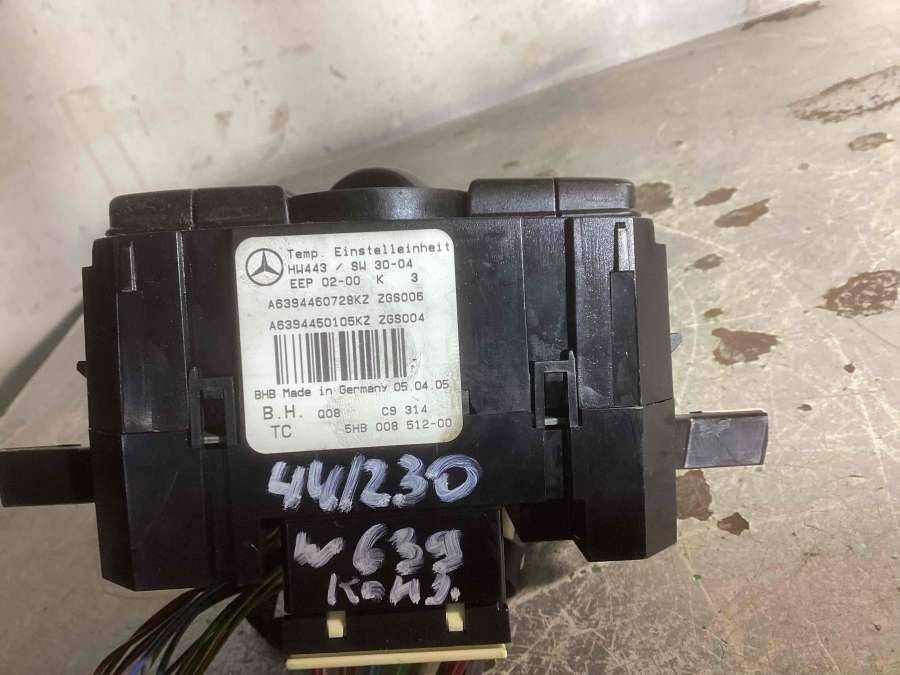 Temp. Einstelleinheit
HW443 / SW 30-04
EEP 02-00 K 3
A6394460728KZ ZGS006
A6394450105KZ ZGS004
BHB Made in Germany 05.04.05
B.H. Q08 C9 314
TC 5HB 008 512-00
44/230
w 639
конд.